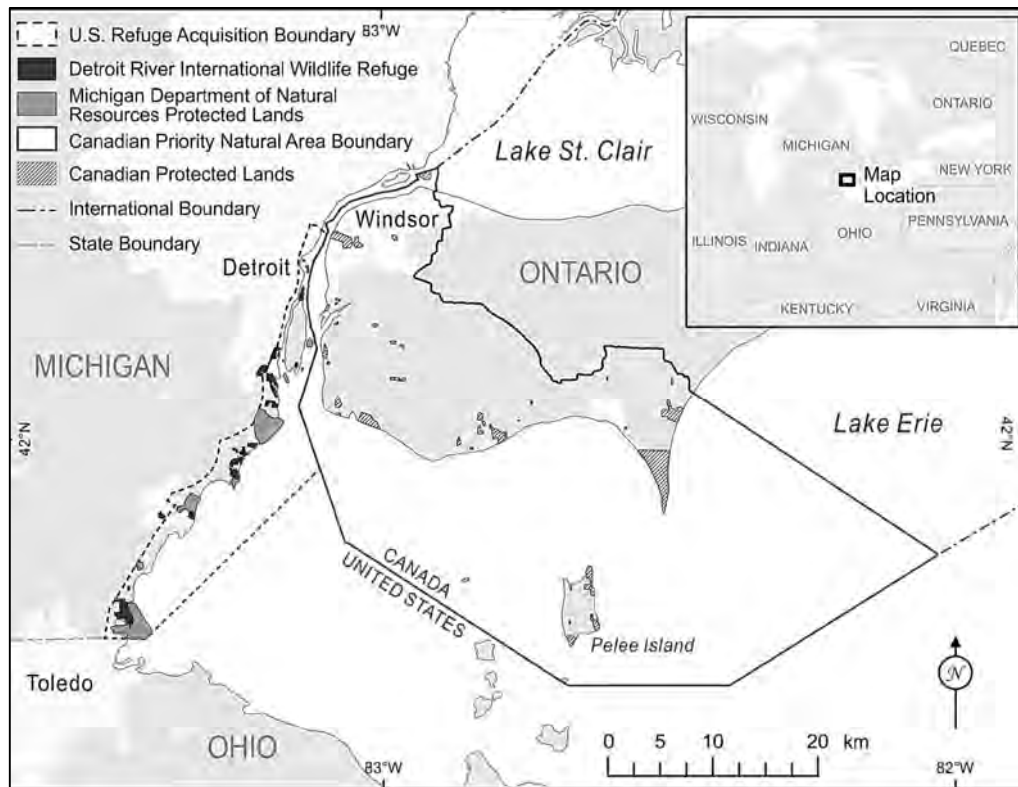 U.S. Refuge Acquisition Boundary
Detroit River International Wildlife Refuge
Michigan Department of Natural
Resources Protected Lands
Canadian Priority Natural Area Boundary
Canadian Protected Lands
International Boundary
State Boundary
83°W
QUEBEC
ONTARIO
WISCONSIN
MICHIGAN
NEW YORK
Map
Location
PENNSYLVANIA
ILLINOIS
INDIANA
OHIO
KENTUCKY
VIRGINIA
Lake St. Clair
Windsor
Detroit
ONTARIO
MICHIGAN
Lake Erie
42°N
42°N
CANADA
UNITED STATES
Pelee Island
N
Toledo
OHIO
0 5 10 20 km
83°W
82°W